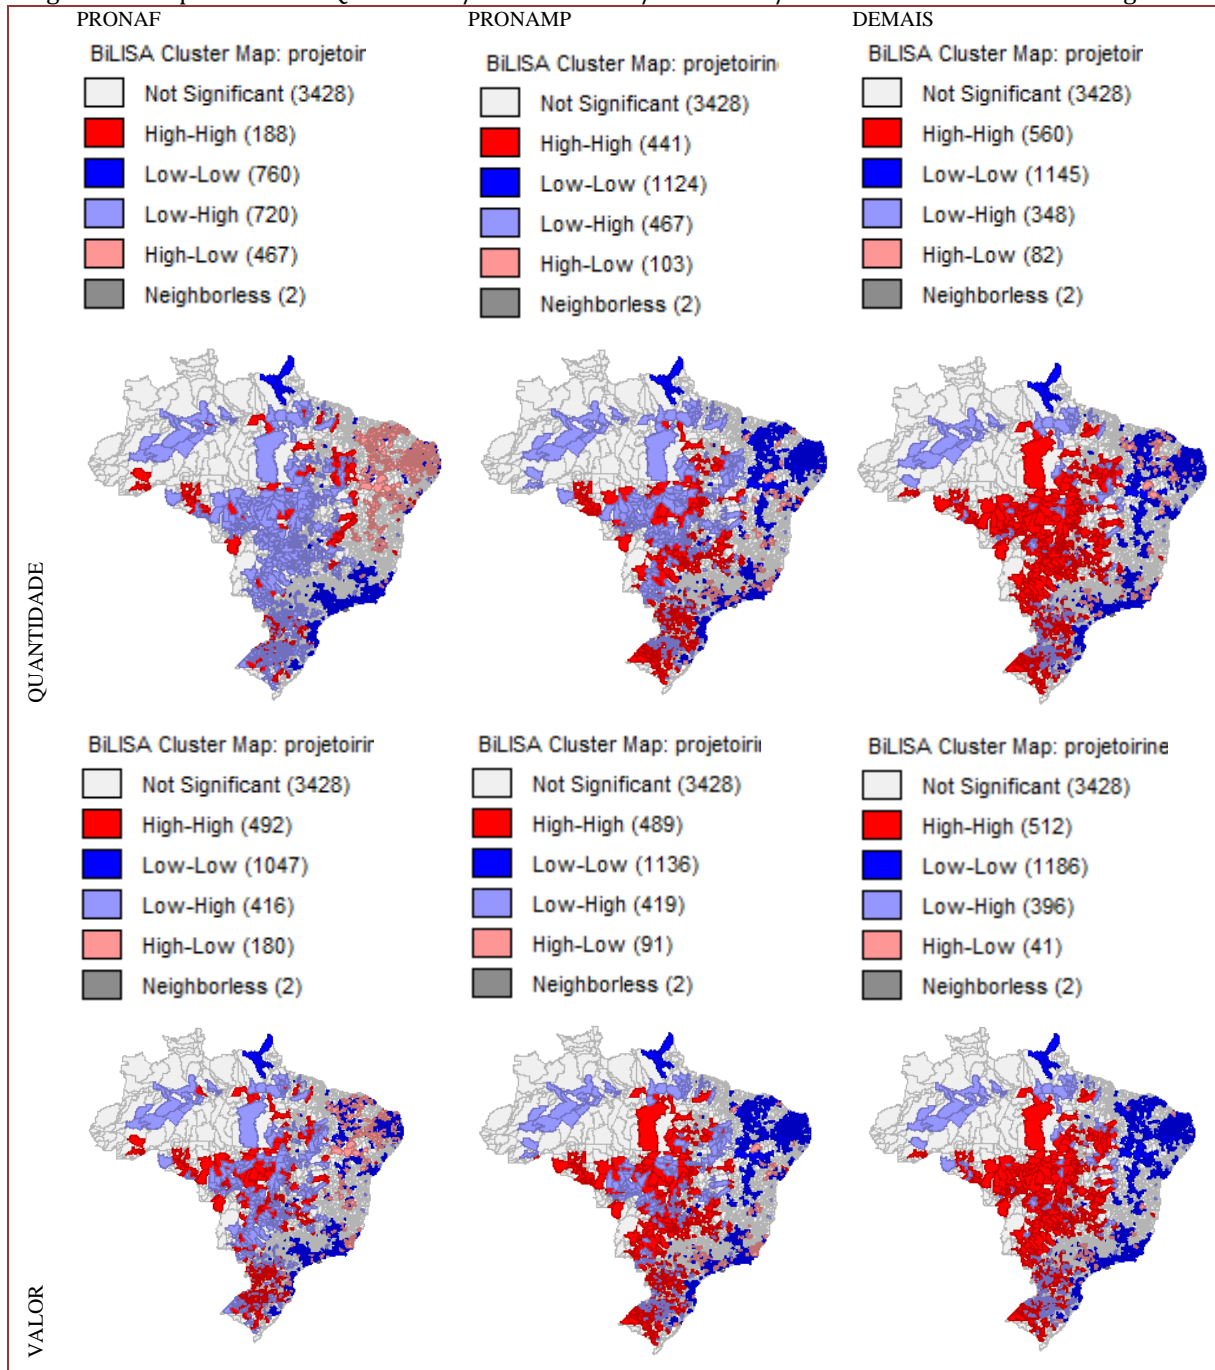 PRONAF
PRONAMP
DEMAIS
BiLISA Cluster Map: projetoir
Not Significant (3428)
High-High (188)
Low-Low (760)
Low-High (720)
High-Low (467)
Neighborless (2)
BiLISA Cluster Map: projetoirin
Not Significant (3428)
High-High (441)
Low-Low (1124)
Low-High (467)
High-Low (103)
Neighborless (2)
BiLISA Cluster Map: projetoir
Not Significant (3428)
High-High (560)
Low-Low (1145)
Low-High (348)
High-Low (82)
Neighborless (2)
QUANTIDADE
BiLISA Cluster Map: projetoirir
Not Significant (3428)
High-High (492)
Low-Low (1047)
Low-High (416)
High-Low (180)
Neighborless (2)
BiLISA Cluster Map: projetoirii
Not Significant (3428)
High-High (489)
Low-Low (1136)
Low-High (419)
High-Low (91)
Neighborless (2)
BiLISA Cluster Map: projetoirine
Not Significant (3428)
High-High (512)
Low-Low (1186)
Low-High (396)
High-Low (41)
Neighborless (2)
VALOR